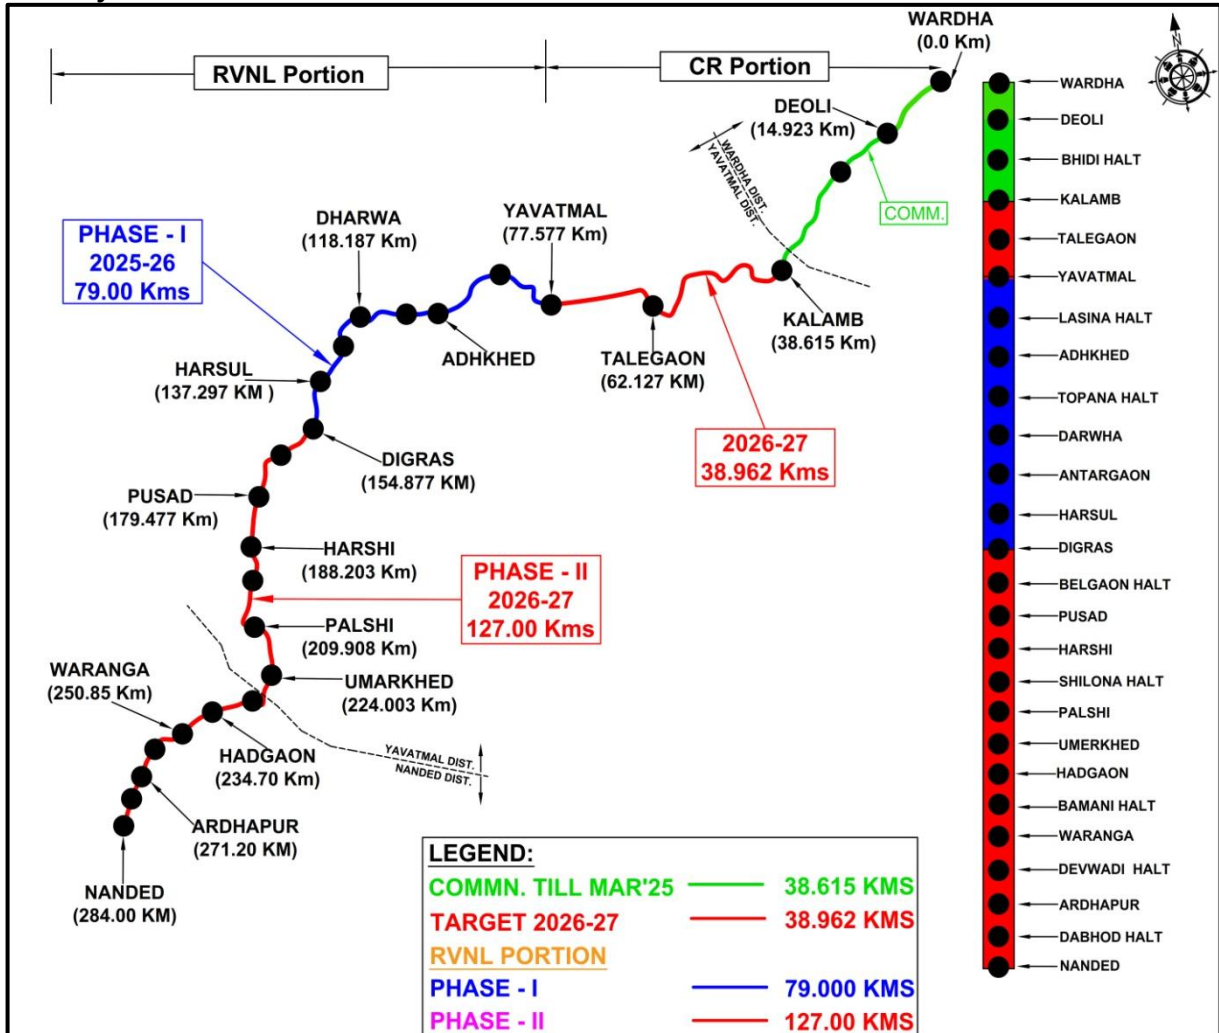 WARDHA
(0.0 Km)
RVNL Portion
CR Portion
N
DEOLI
(14.923 Km)
WARDHA DIST.
YAVATMAL DIST.
COMM.
DHARWA
(118.187 Km)
YAVATMAL
(77.577 Km)
PHASE - I
2025-26
79.00 Kms
ADHKHED
KALAMB
(38.615 Km)
TALEGAON
(62.127 KM)
HARSUL
(137.297 KM )
2026-27
38.962 Kms
DIGRAS
(154.877 KM)
PUSAD
(179.477 Km)
HARSHI
(188.203 Km)
PHASE - II
2026-27
127.00 Kms
PALSHI
(209.908 Km)
WARANGA
(250.85 Km)
UMARKHED
(224.003 Km)
HADGAON
(234.70 Km)
YAVATMAL DIST.
NANDED DIST.
ARDHAPUR
(271.20 KM)
NANDED
(284.00 KM)
WARDHA
DEOLI
BHIDI HALT
KALAMB
TALEGAON
YAVATMAL
LASINA HALT
ADHKHED
TOPANA HALT
DARWHA
ANTARGAON
HARSUL
DIGRAS
BELGAON HALT
PUSAD
HARSHI
SHILONA HALT
PALSHI
UMERKHED
HADGAON
BAMANI HALT
WARANGA
DEVWADI HALT
ARDHAPUR
DABHOD HALT
NANDED
LEGEND:
COMMN. TILL MAR'25 38.615 KMS
TARGET 2026-27 38.962 KMS
RVNL PORTION
PHASE - I 79.000 KMS
PHASE - II 127.00 KMS